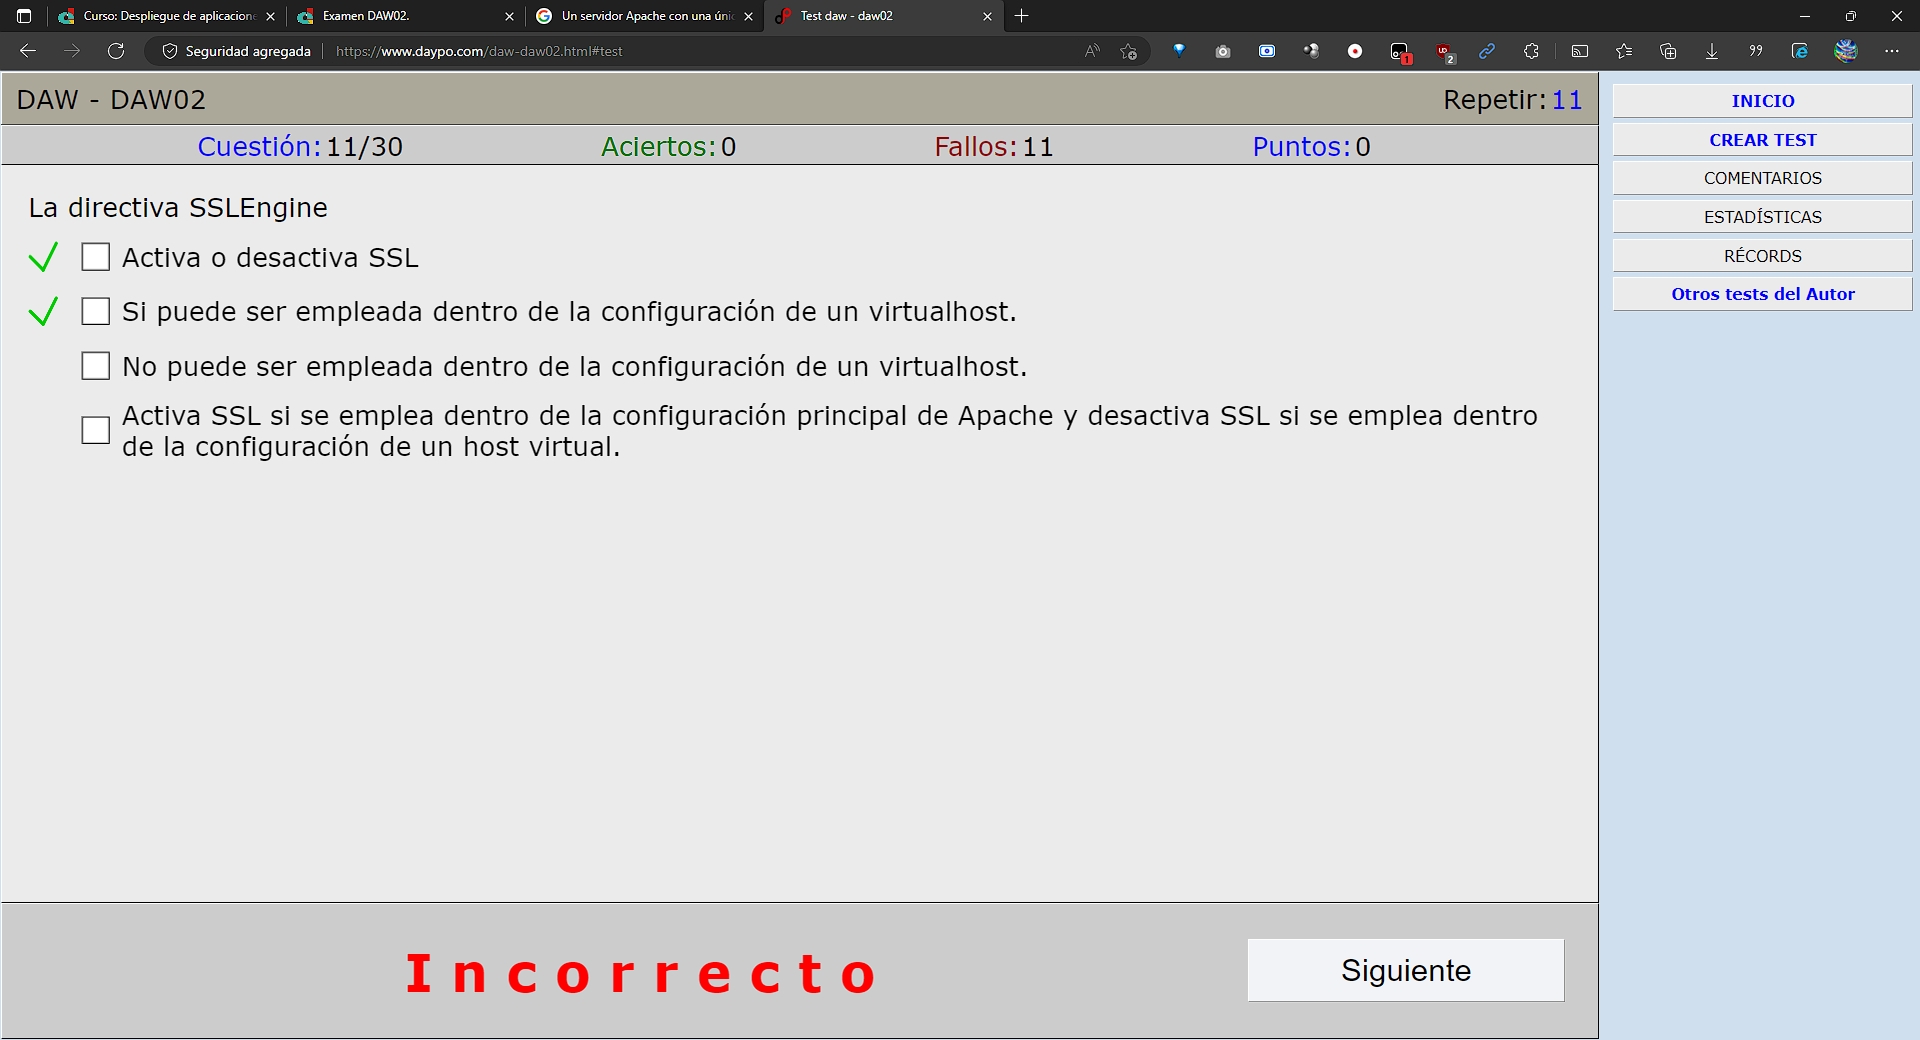 Curso: Despliegue de aplicacione
Examen DAW02.
Un servidor Apache con una únic
Test daw - daw02
Seguridad agregada
https://www.daypo.com/daw-daw02.html#test
1
2
DAW - DAW02
Repetir: 11
Cuestión: 11/30
Aciertos: 0
Fallos: 11
Puntos: 0
La directiva SSLEngine
Activa o desactiva SSL
Si puede ser empleada dentro de la configuración de un virtualhost.
No puede ser empleada dentro de la configuración de un virtualhost.
Activa SSL si se emplea dentro de la configuración principal de Apache y desactiva SSL si se emplea dentro
de la configuración de un host virtual.
Incorrecto
Siguiente
INICIO
CREAR TEST
COMENTARIOS
ESTADÍSTICAS
RÉCORDS
Otros tests del Autor